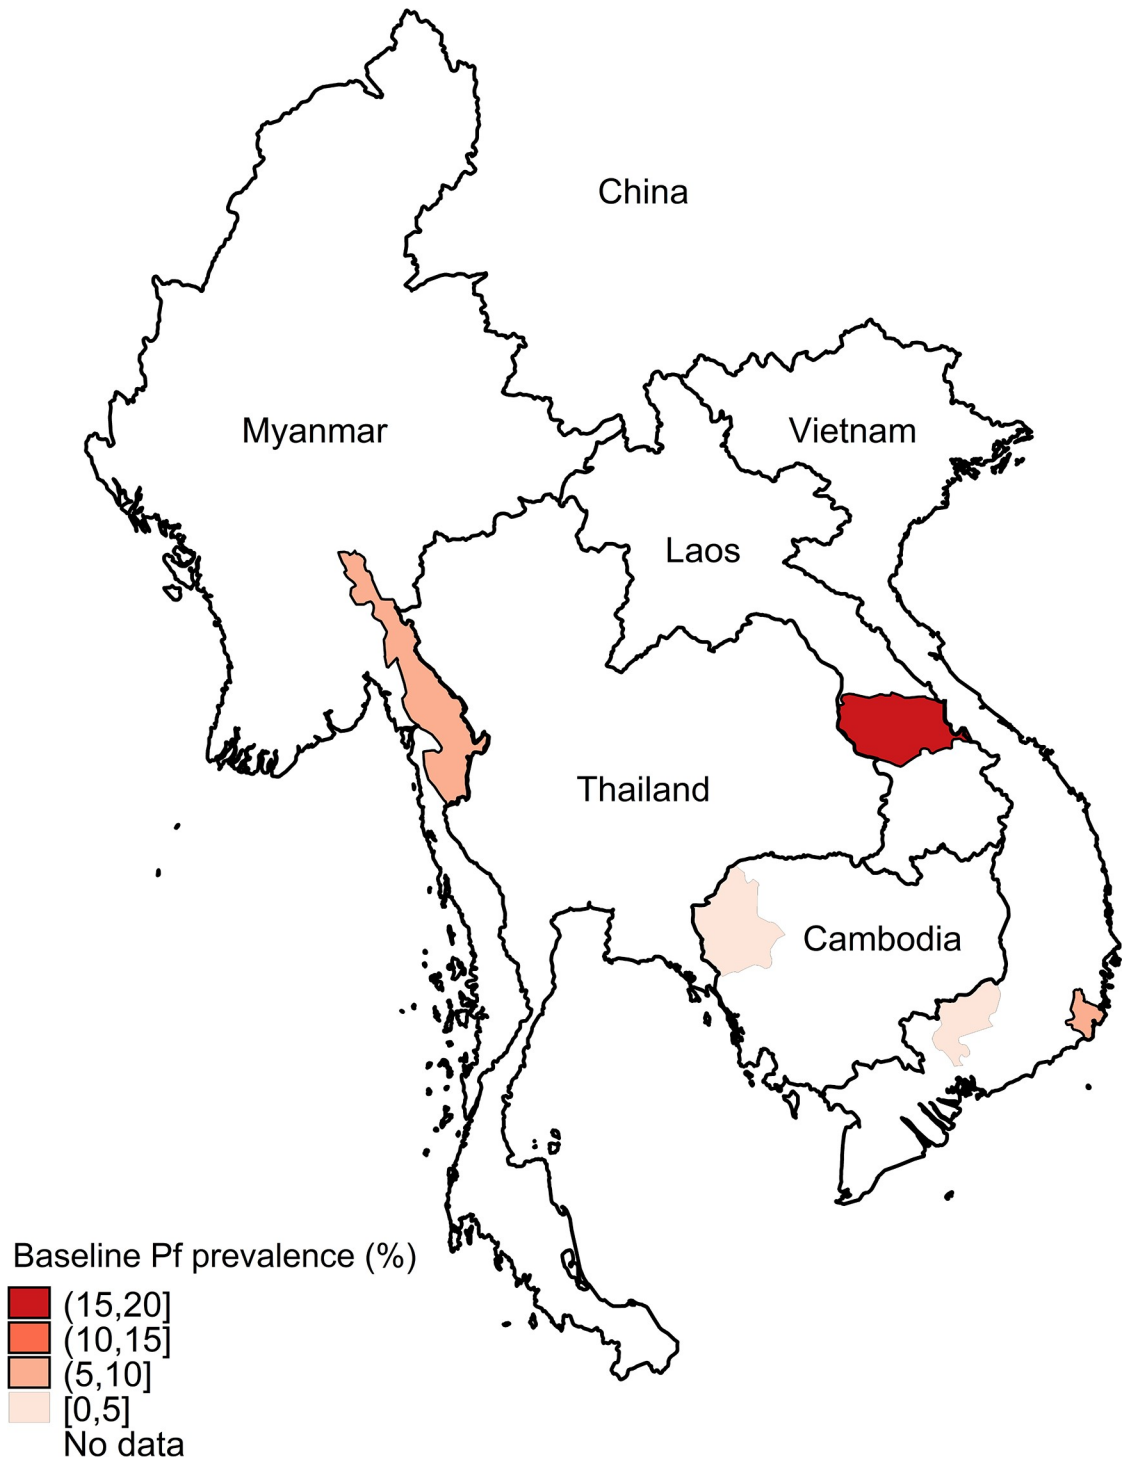 China
Myanmar
Vietnam
Laos
Thailand
Cambodia
Baseline Pf prevalence (%)
(15,20]
(10,15]
(5,10]
[0,5]
No data